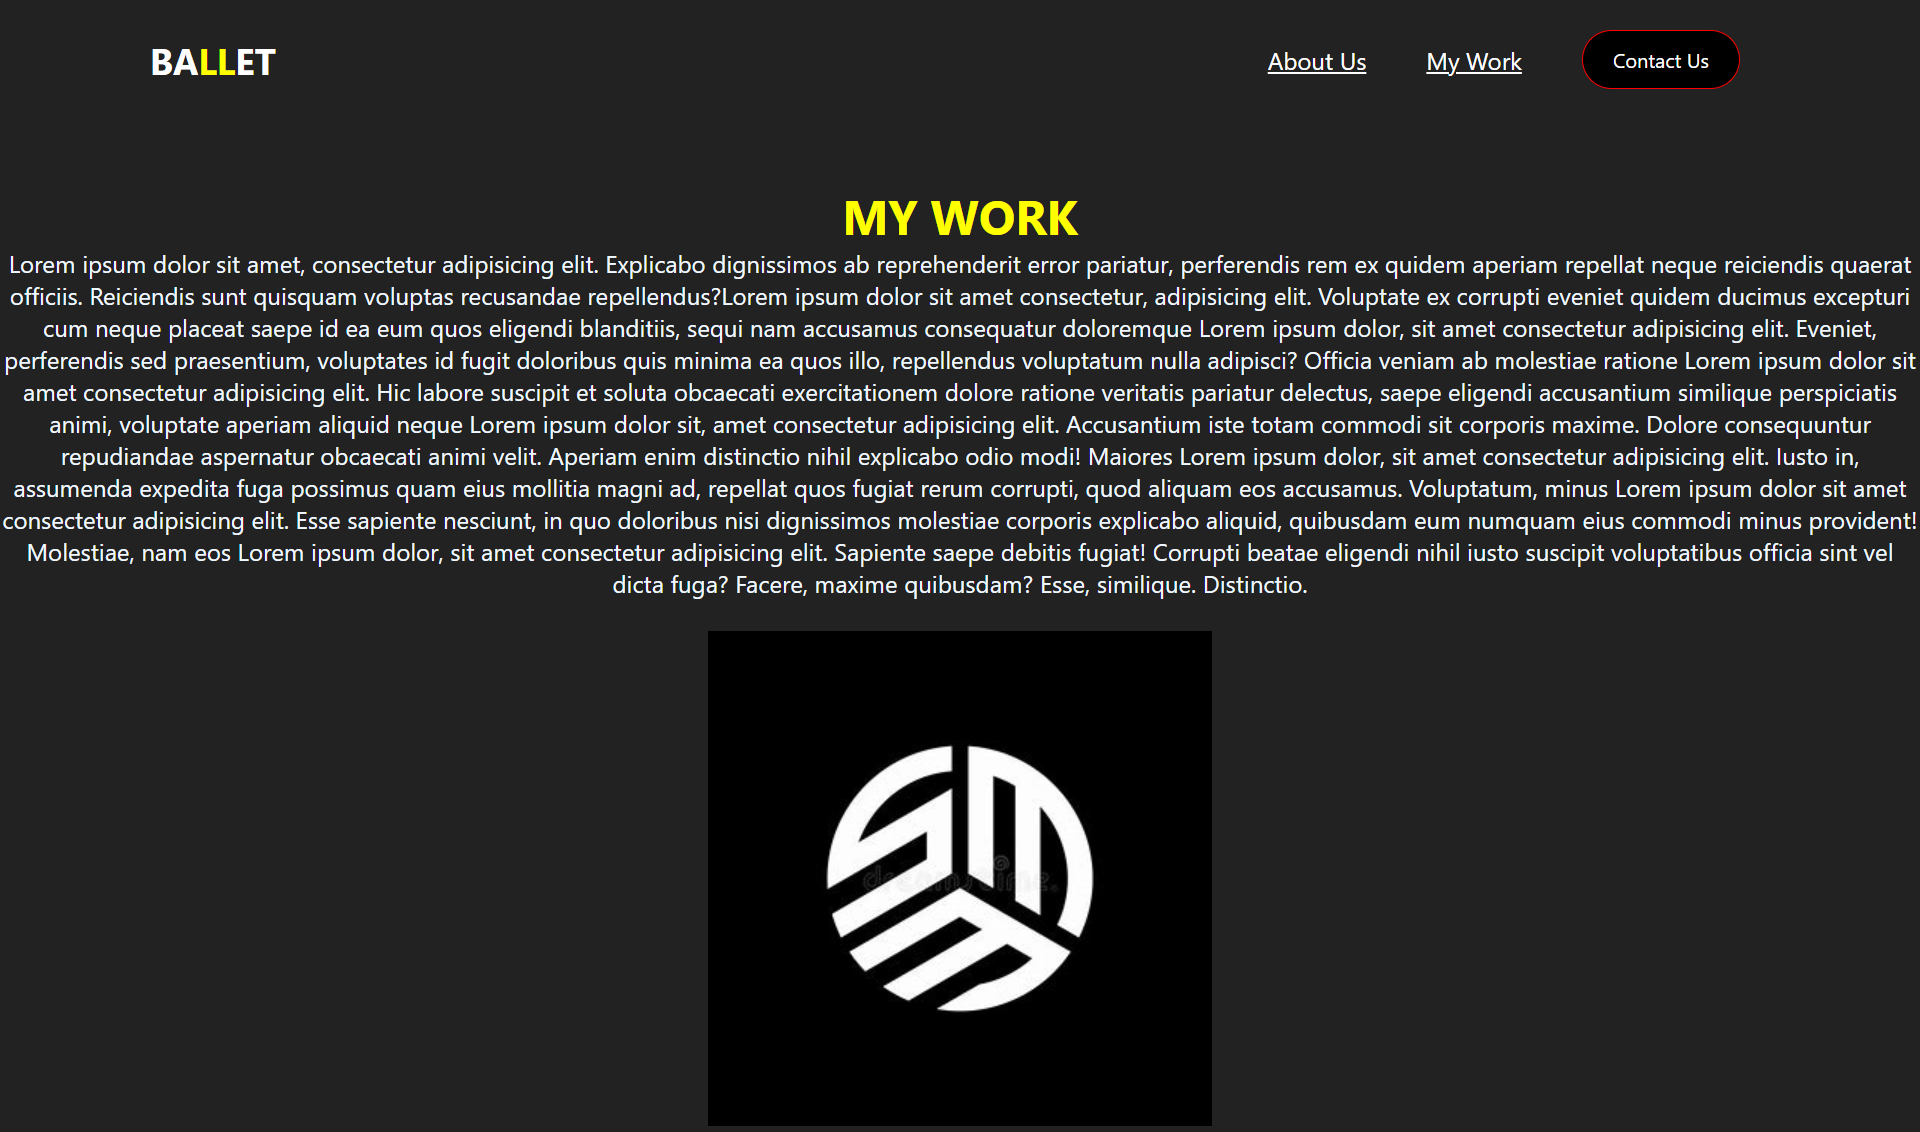 BALLET
About Us
My Work
Contact Us
MY WORK
Lorem ipsum dolor sit amet, consectetur adipisicing elit. Explicabo dignissimos ab reprehenderit error pariatur, perferendis rem ex quidem aperiam repellat neque reiciendis quaerat
officiis. Reiciendis sunt quisquam voluptas recusandae repellendus?Lorem ipsum dolor sit amet consectetur, adipisicing elit. Voluptate ex corrupti eveniet quidem ducimus excepturi
cum neque placeat saepe id ea eum quos eligendi blanditiis, sequi nam accusamus consequatur doloremque Lorem ipsum dolor, sit amet consectetur adipisicing elit. Eveniet,
perferendis sed praesentium, voluptates id fugit doloribus quis minima ea quos illo, repellendus voluptatum nulla adipisci? Officia veniam ab molestiae ratione Lorem ipsum dolor sit
amet consectetur adipisicing elit. Hic labore suscipit et soluta obcaecati exercitationem dolore ratione veritatis pariatur delectus, saepe eligendi accusantium similique perspiciatis
animi, voluptate aperiam aliquid neque Lorem ipsum dolor sit, amet consectetur adipisicing elit. Accusantium iste totam commodi sit corporis maxime. Dolore consequuntur
repudiandae aspernatur obcaecati animi velit. Aperiam enim distinctio nihil explicabo odio modi! Maiores Lorem ipsum dolor, sit amet consectetur adipisicing elit. Iusto in,
assumenda expedita fuga possimus quam eius mollitia magni ad, repellat quos fugiat rerum corrupti, quod aliquam eos accusamus. Voluptatum, minus Lorem ipsum dolor sit amet
consectetur adipisicing elit. Esse sapiente nesciunt, in quo doloribus nisi dignissimos molestiae corporis explicabo aliquid, quibusdam eum numquam eius commodi minus provident!
Molestiae, nam eos Lorem ipsum dolor, sit amet consectetur adipisicing elit. Sapiente saepe debitis fugiat! Corrupti beatae eligendi nihil iusto suscipit voluptatibus officia sint vel
dicta fuga? Facere, maxime quibusdam? Esse, similique. Distinctio.
dreamstime.